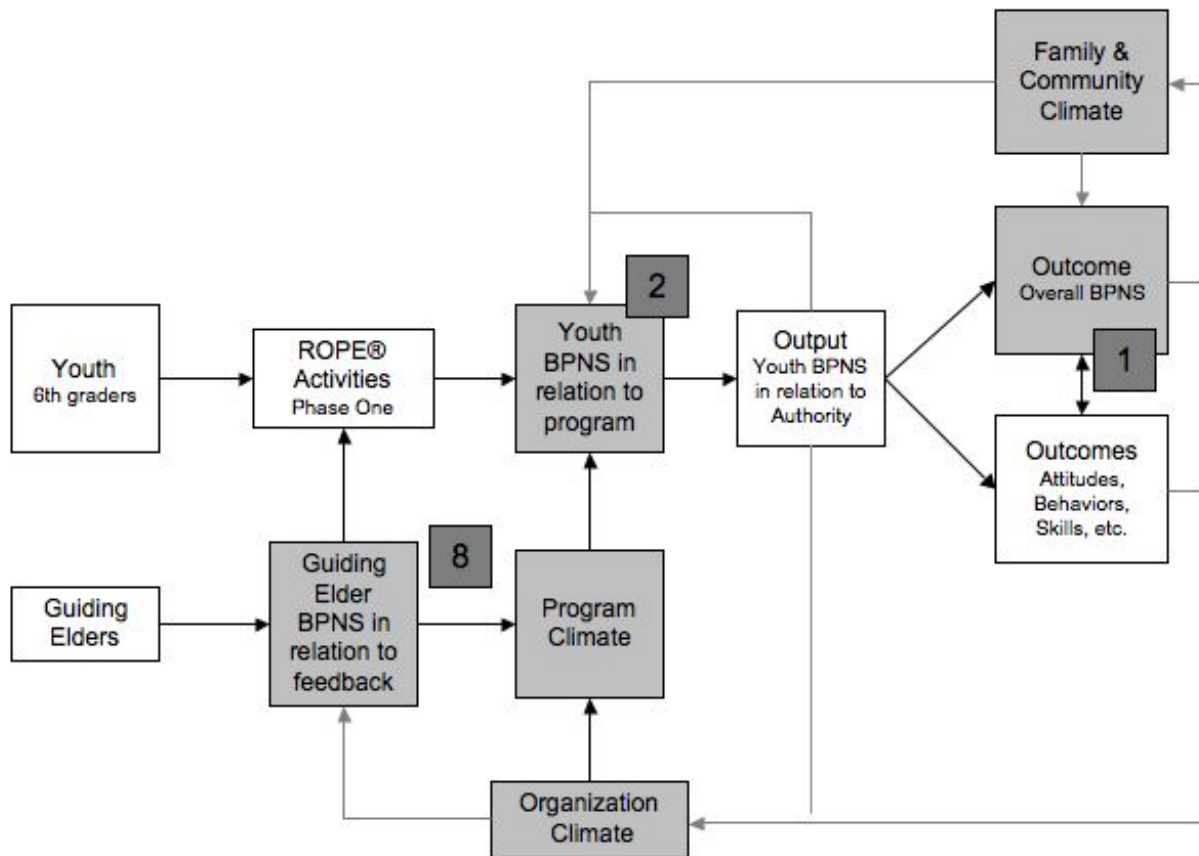 Family &
Community
Climate
2
Outcome
Overall BPNS
1
Youth
6th graders
ROPE® 
Activities
Phase One
Youth
BPNS in
relation to
program
Output
Youth BPNS
in relation to
Authority
Outcomes
Attitudes,
Behaviors,
Skills, etc.
8
Guiding
Elders
Guiding
Elder
BPNS in
relation to
feedback
Program
Climate
Organization
Climate